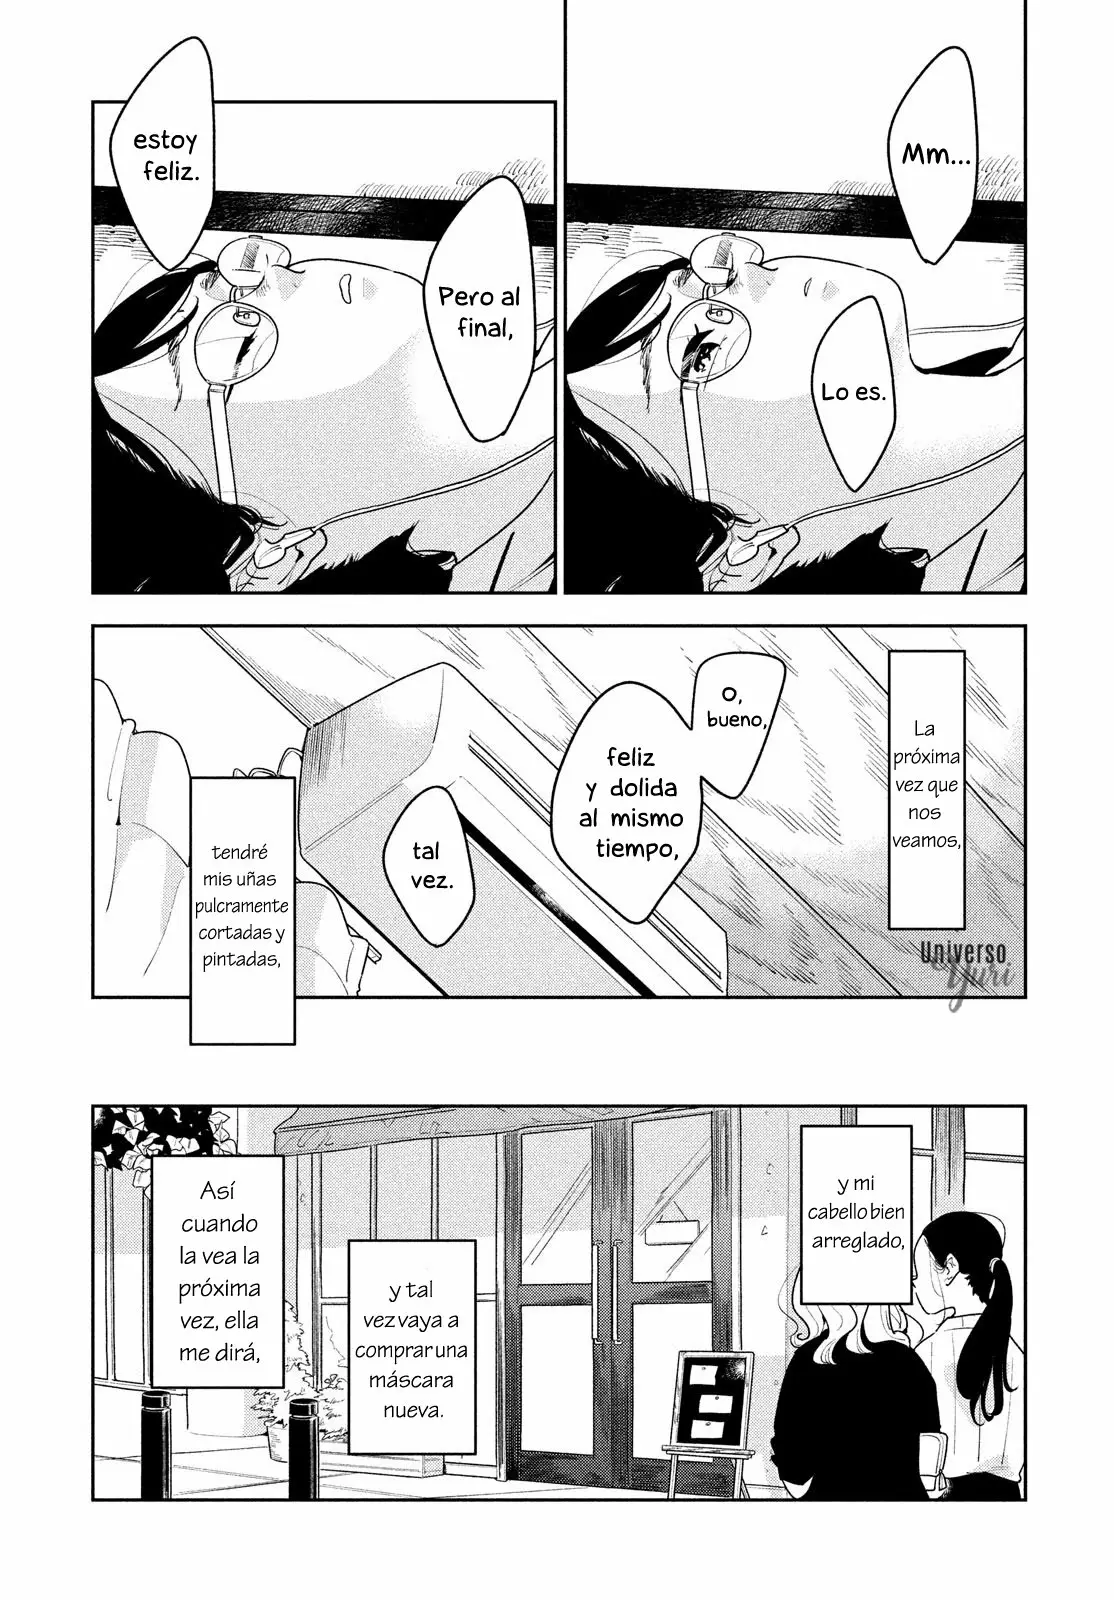 Mm...
Lo es.
Pero al
final,
estoy
feliz.
La
próxima
vez que
nos
veamos,
o,
bueno,
feliz
y dolida
al mismo
tiempo,
tal
vez.
tendré
mis uñas
pulcramente
cortadas y
pintadas,
Universo
Yuri
y mi
cabello bien
arreglado,
y tal
vez vaya a
comprar una
máscara
nueva.
Así
cuando
la vea la
próxima
vez, ella
me dirá,